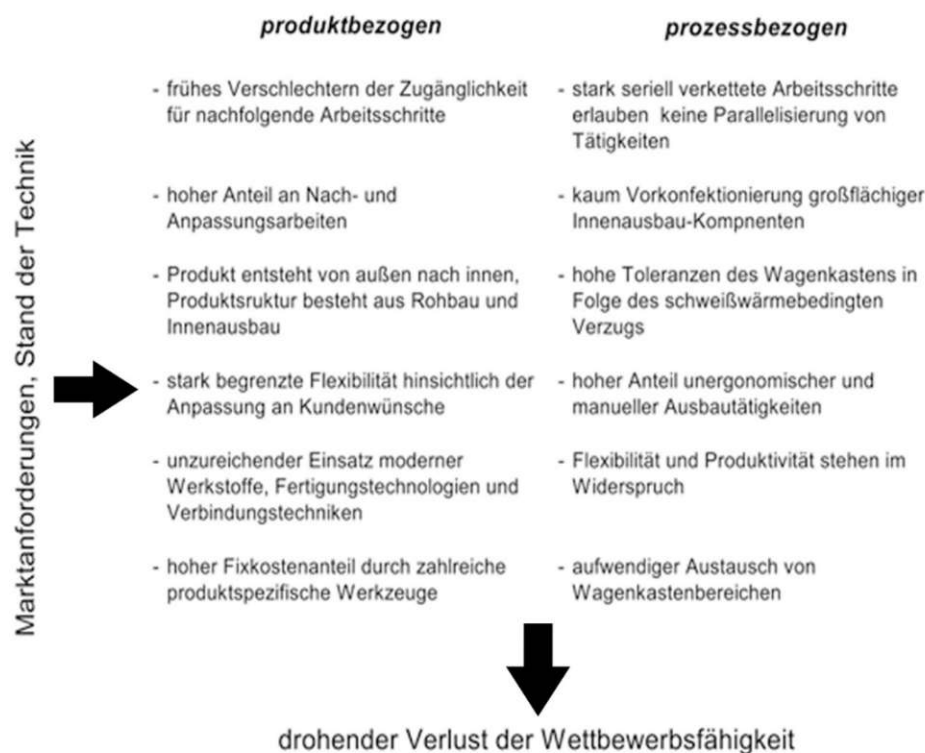 produktbezogen
prozessbezogen
Marktanforderungen, Stand der Technik
- frühes Verschlechtern der Zugänglichkeit
für nachfolgende Arbeitsschritte
- hoher Anteil an Nach- und
Anpassungsarbeiten
- Produkt entsteht von außen nach innen,
Produktsruktur besteht aus Rohbau und
Innenausbau
- stark begrenzte Flexibilität hinsichtlich der
Anpassung an Kundenwünsche
- unzureichender Einsatz moderner
Werkstoffe, Fertigungstechnologien und
Verbindungstechniken
- hoher Fixkostenanteil durch zahlreiche
produktspezifische Werkzeuge
- stark seriell verkettete Arbeitsschritte
erlauben keine Parallelisierung von
Tätigkeiten
- kaum Vorkonfektionierung großflächiger
Innenausbau-Kompnenten
- hohe Toleranzen des Wagenkastens in
Folge des schweißwärmebedingten
Verzugs
- hoher Anteil unergonomischer und
manueller Ausbautätigkeiten
- Flexibilität und Produktivität stehen im
Widerspruch
- aufwendiger Austausch von
Wagenkastenbereichen
drohender Verlust der Wettbewerbsfähigkeit